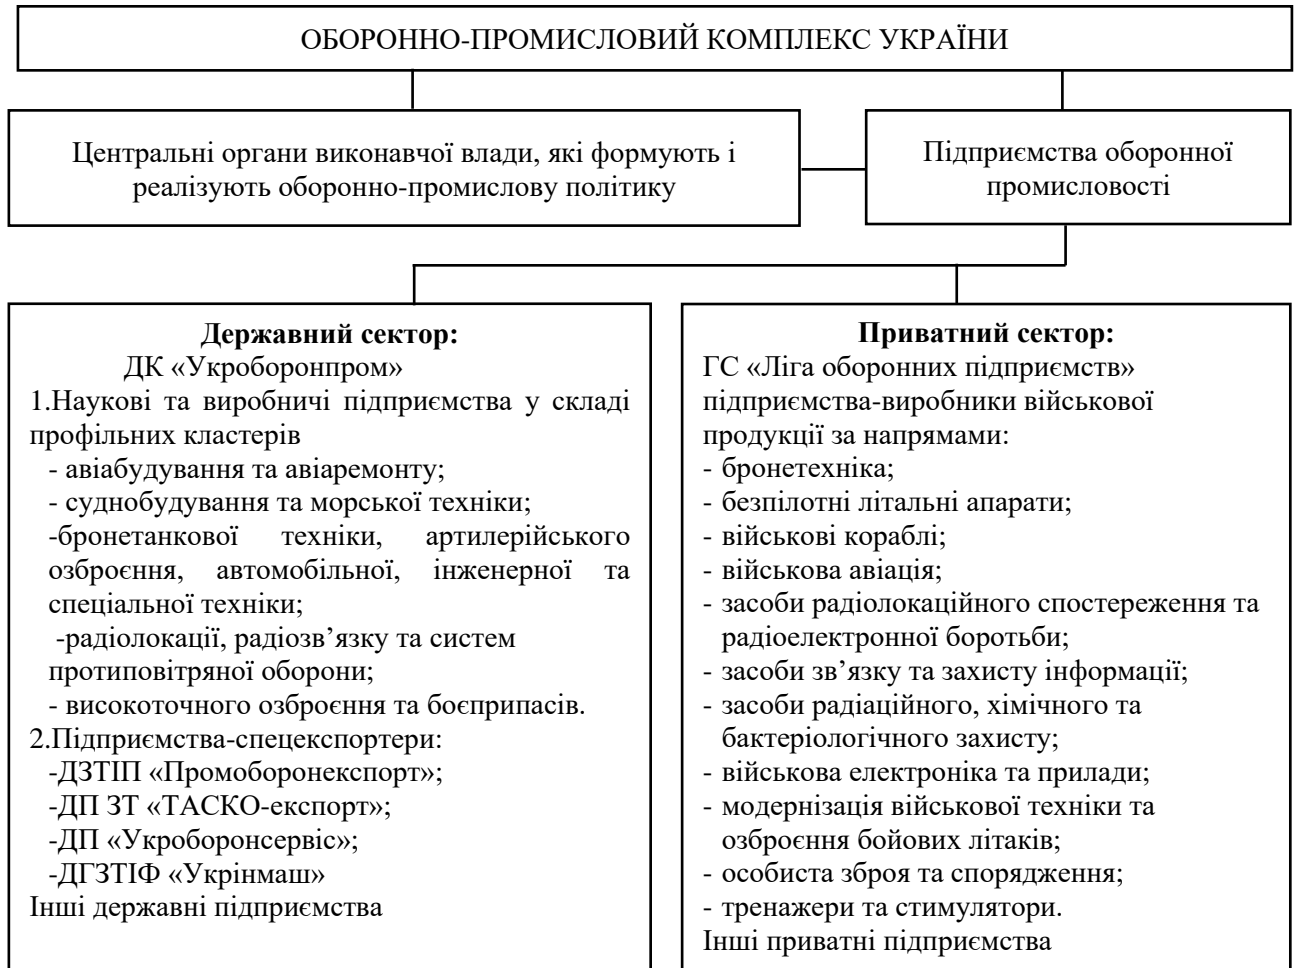 ОБОРОННО-ПРОМИСЛОВИЙ КОМПЛЕКС УКРАЇНИ
Центральні органи виконавчої влади, які формують і
реалізують оборонно-промислову політику
Підприємства оборонної
промисловості
Державний сектор:
ДК «Укроборонпром»
1.Наукові та виробничі підприємства у складі
профільних кластерів
- авіабудування та авіаремонту;
- суднобудування та морської техніки;
-бронетанкової техніки, артилерійського
озброєння, автомобільної, інженерної та
спеціальної техніки;
-радіолокації, радіозв’язку та систем
протиповітряної оборони;
- високоточного озброєння та боєприпасів.
2.Підприємства-спецекспортери:
-ДЗТІП «Промоборонекспорт»;
-ДП ЗТ «ТАСКО-експорт»;
-ДП «Укроборонсервіс»;
-ДГЗТІФ «Укрінмаш»
Інші державні підприємства
Приватний сектор:
ГС «Ліга оборонних підприємств»
підприємства-виробники військової
продукції за напрямами:
- бронетехніка;
- безпілотні літальні апарати;
- військові кораблі;
- військова авіація;
- засоби радіолокаційного спостереження та
радіоелектронної боротьби;
- засоби зв’язку та захисту інформації;
- засоби радіаційного, хімічного та
бактеріологічного захисту;
- військова електроніка та прилади;
- модернізація військової техніки та
озброєння бойових літаків;
- особиста зброя та спорядження;
- тренажери та стимулятори.
Інші приватні підприємства